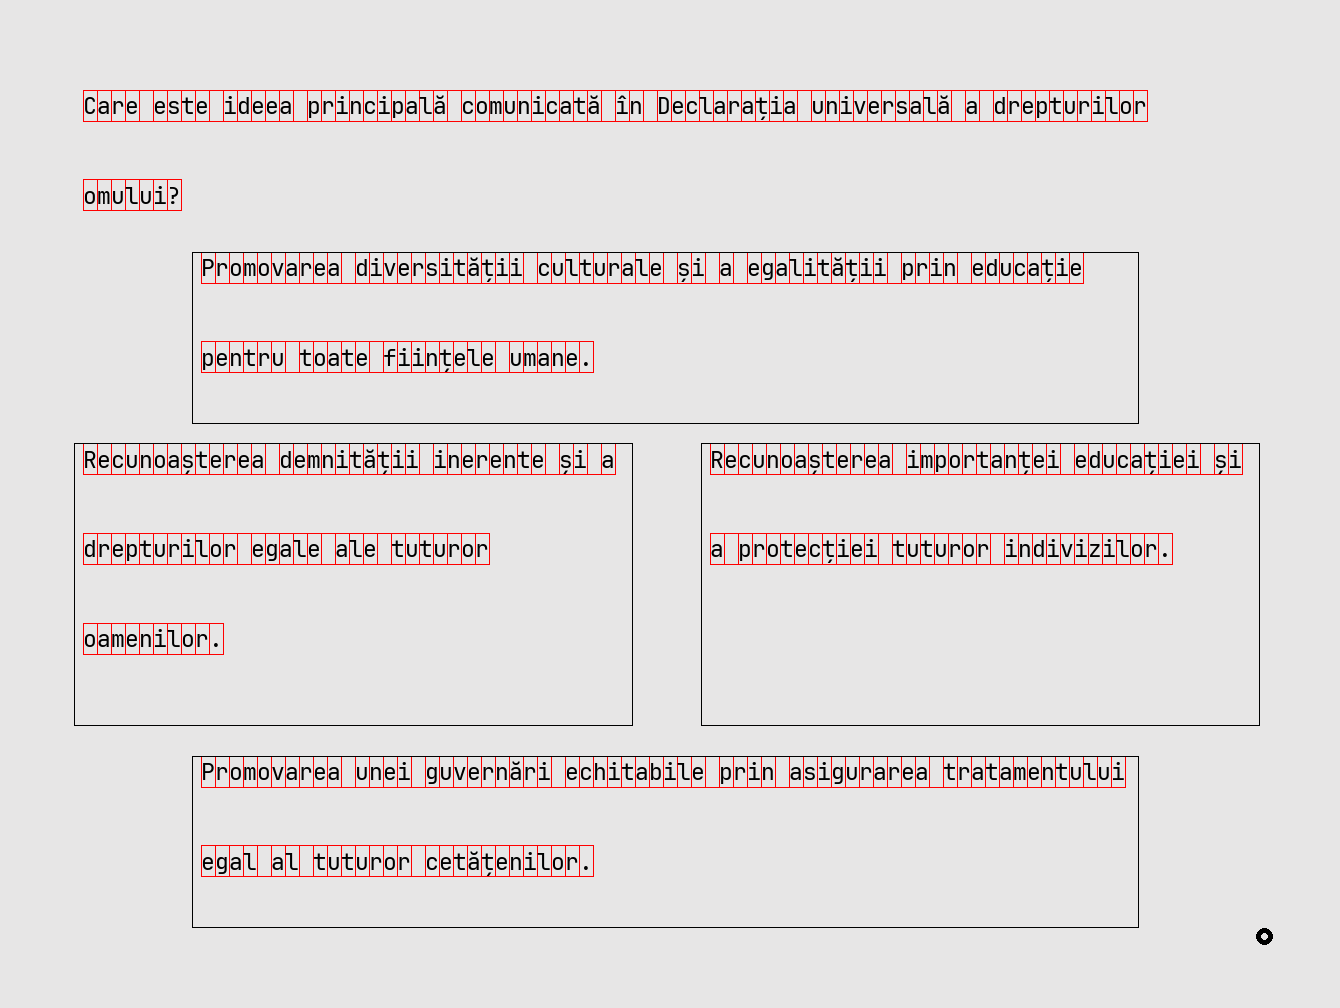 Care este ideea principală comunicată în Declarația universală a drepturilor
omului?
Promovarea diversității culturale și a egalității prin educație
pentru toate ființele umane.
Recunoașterea demnității inerente și a
drepturilor egale ale tuturor
oamenilor.
Recunoașterea importanței educației și
a protecției tuturor indivizilor.
Promovarea unei guvernări echitabile prin asigurarea tratamentului
egal al tuturor cetățenilor.